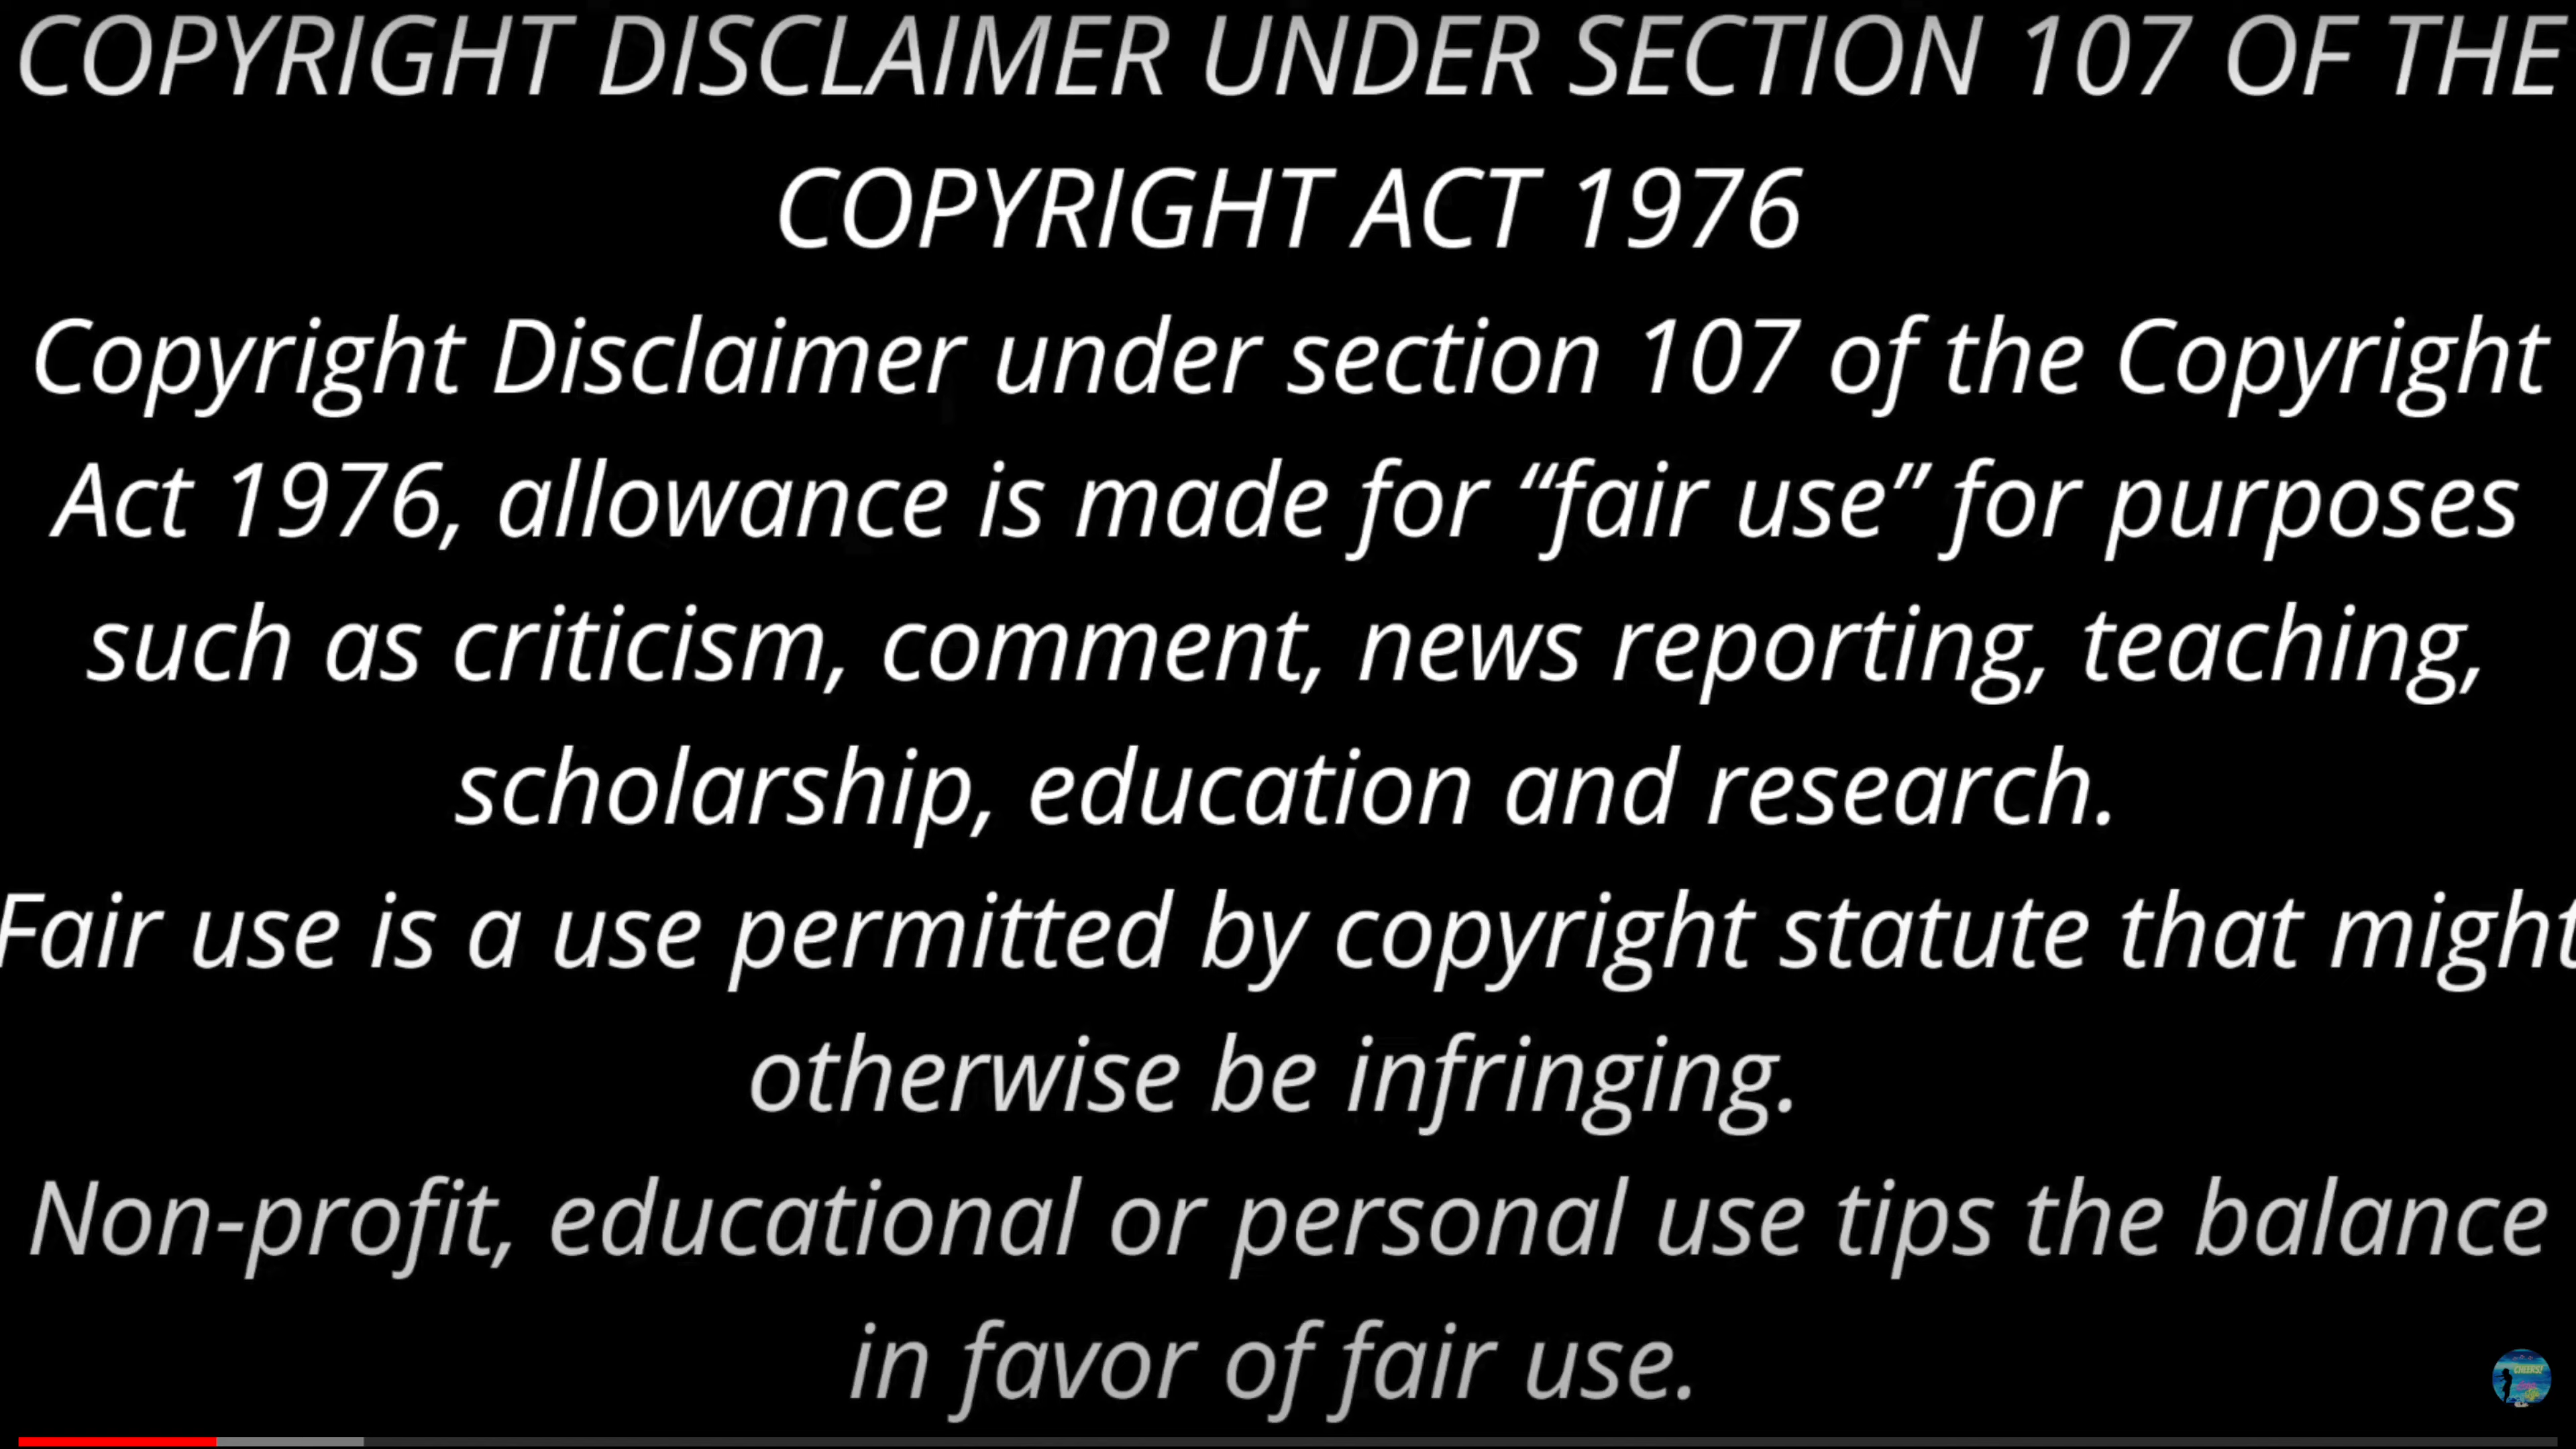 COPYRIGHT DISCLAIMER UNDER SECTION 107 OF THE
COPYRIGHT ACT 1976
Copyright Disclaimer under section 107 of the Copyright
Act 1976, allowance is made for “fair use” for purposes
such as criticism, comment, news reporting, teaching,
scholarship, education and research.
Fair use is a use permitted by copyright statute that might
otherwise be infringing.
Non-profit, educational or personal use tips the balance
in favor of fair use.